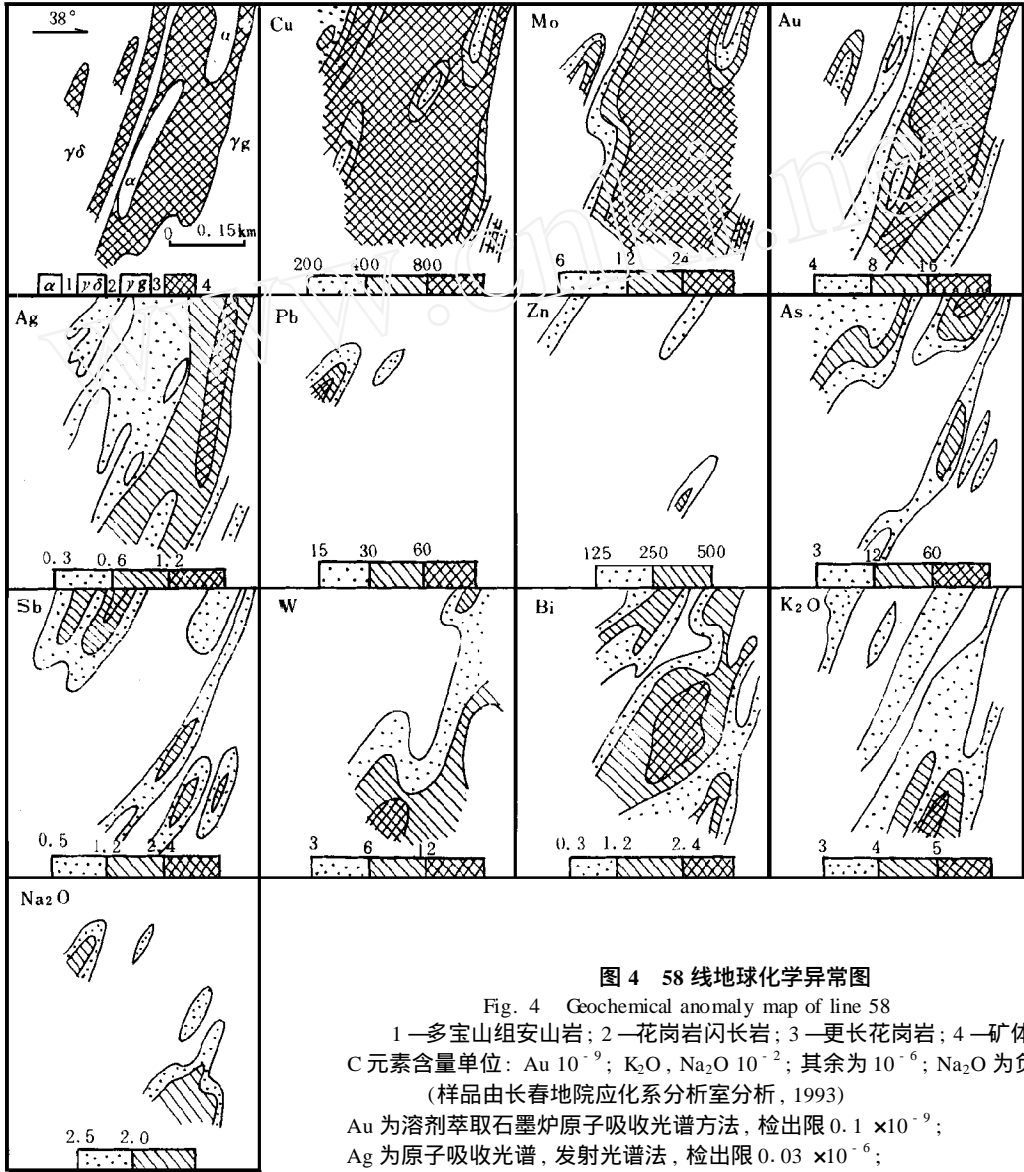 38°
α
γδ
α
γg
0 0.15km
α 1 γδ 2 γg 3 4
Cu
200 400 800
Mo
6 12 24
Au
4 8 16
Ag
0.3 0.6 1.2
Pb
15 30 60
Zn
125 250 500
As
3 12 60
Sb
0.5 1.2 2.4
W
3 6 12
Bi
0.3 1.2 2.4
K₂O
3 4 5
Na₂O
2.5 2.0
图 4 58 线地球化学异常图
Fig. 4 Geochemical anomaly map of line 58
1 —多宝山组安山岩; 2 —花岗岩闪长岩; 3 —更长花岗岩; 4 —矿体
C 元素含量单位: Au 10⁻⁹; K₂O, Na₂O 10⁻²; 其余为 10⁻⁶; Na₂O 为负
(样品由长春地院应化系分析室分析, 1993)
Au 为溶剂萃取石墨炉原子吸收光谱方法, 检出限 0.1 ×10⁻⁹;
Ag 为原子吸收光谱, 发射光谱法, 检出限 0.03 ×10⁻⁶;
www.cnki.net